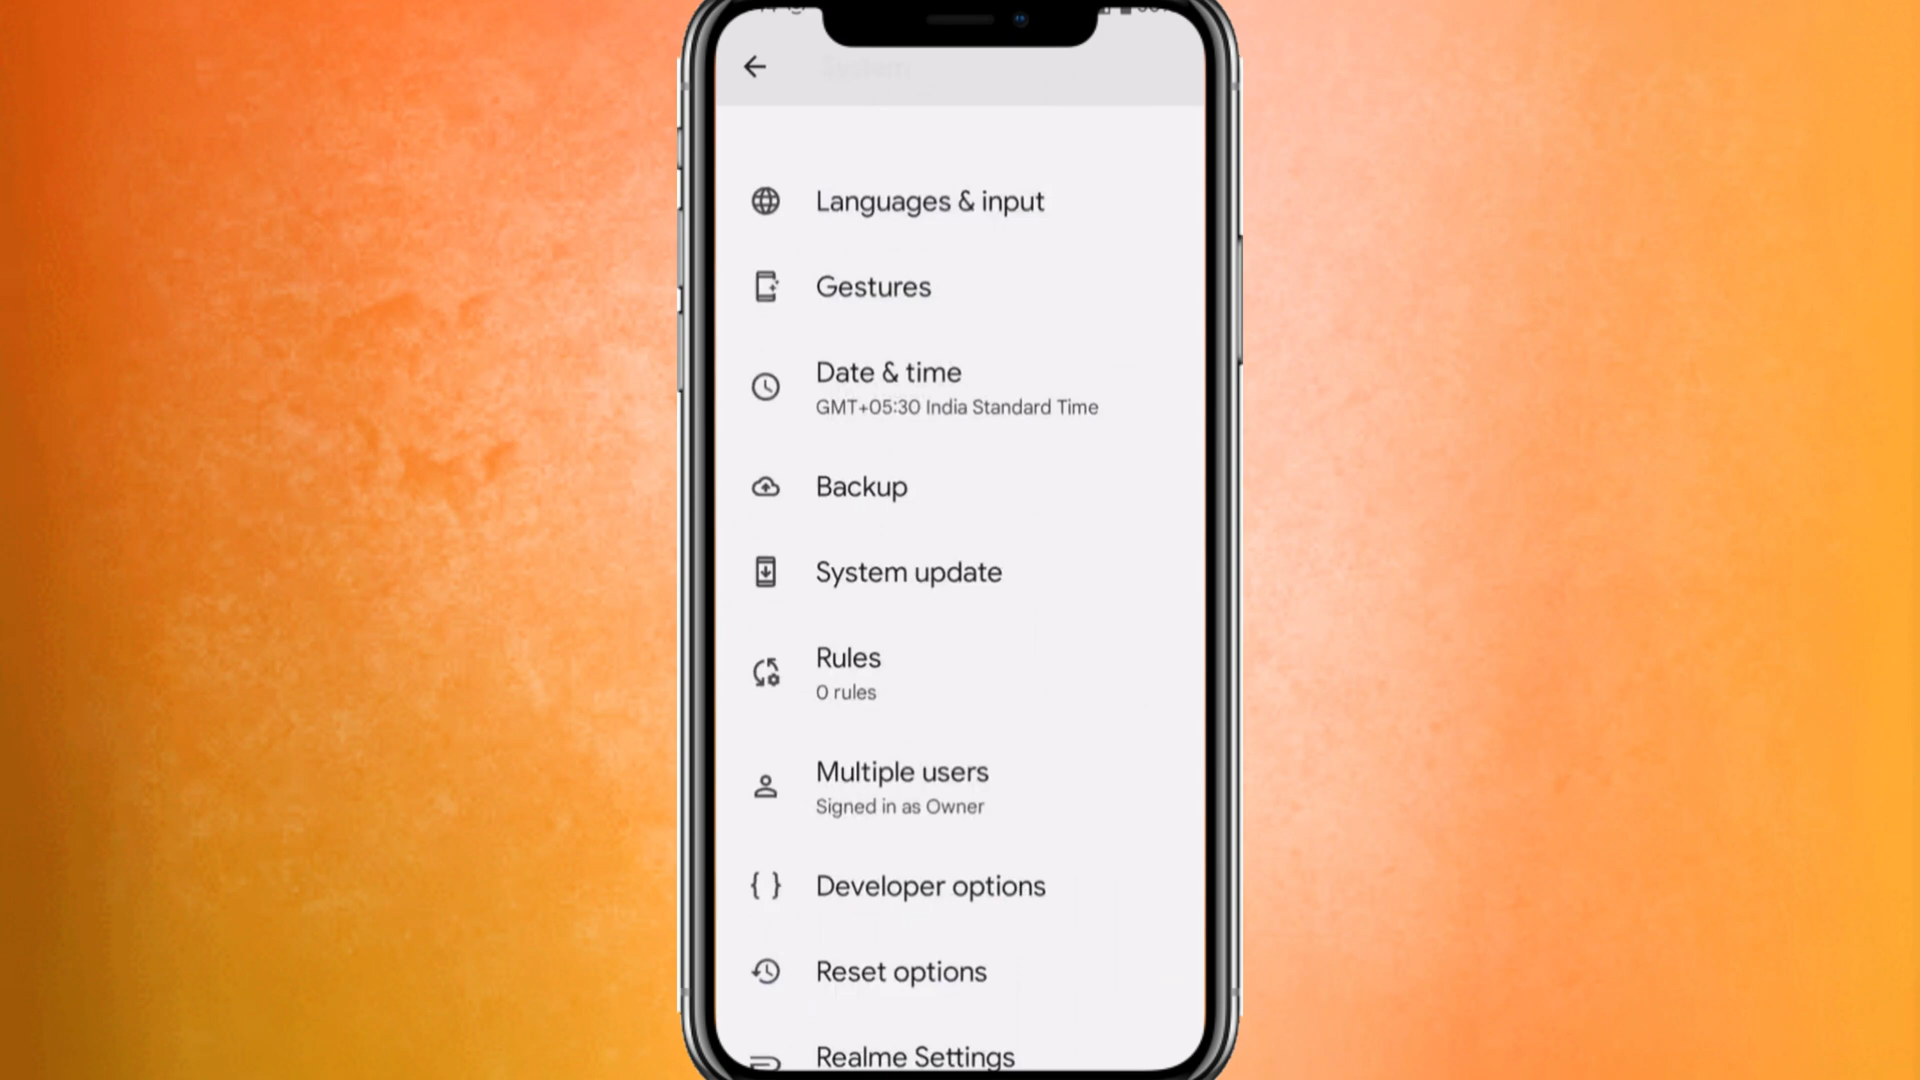 System
Languages & input
Gestures
Date & time
GMT+05:30 India Standard Time
Backup
System update
Rules
0 rules
Multiple users
Signed in as Owner
Developer options
Reset options
Realme Settings